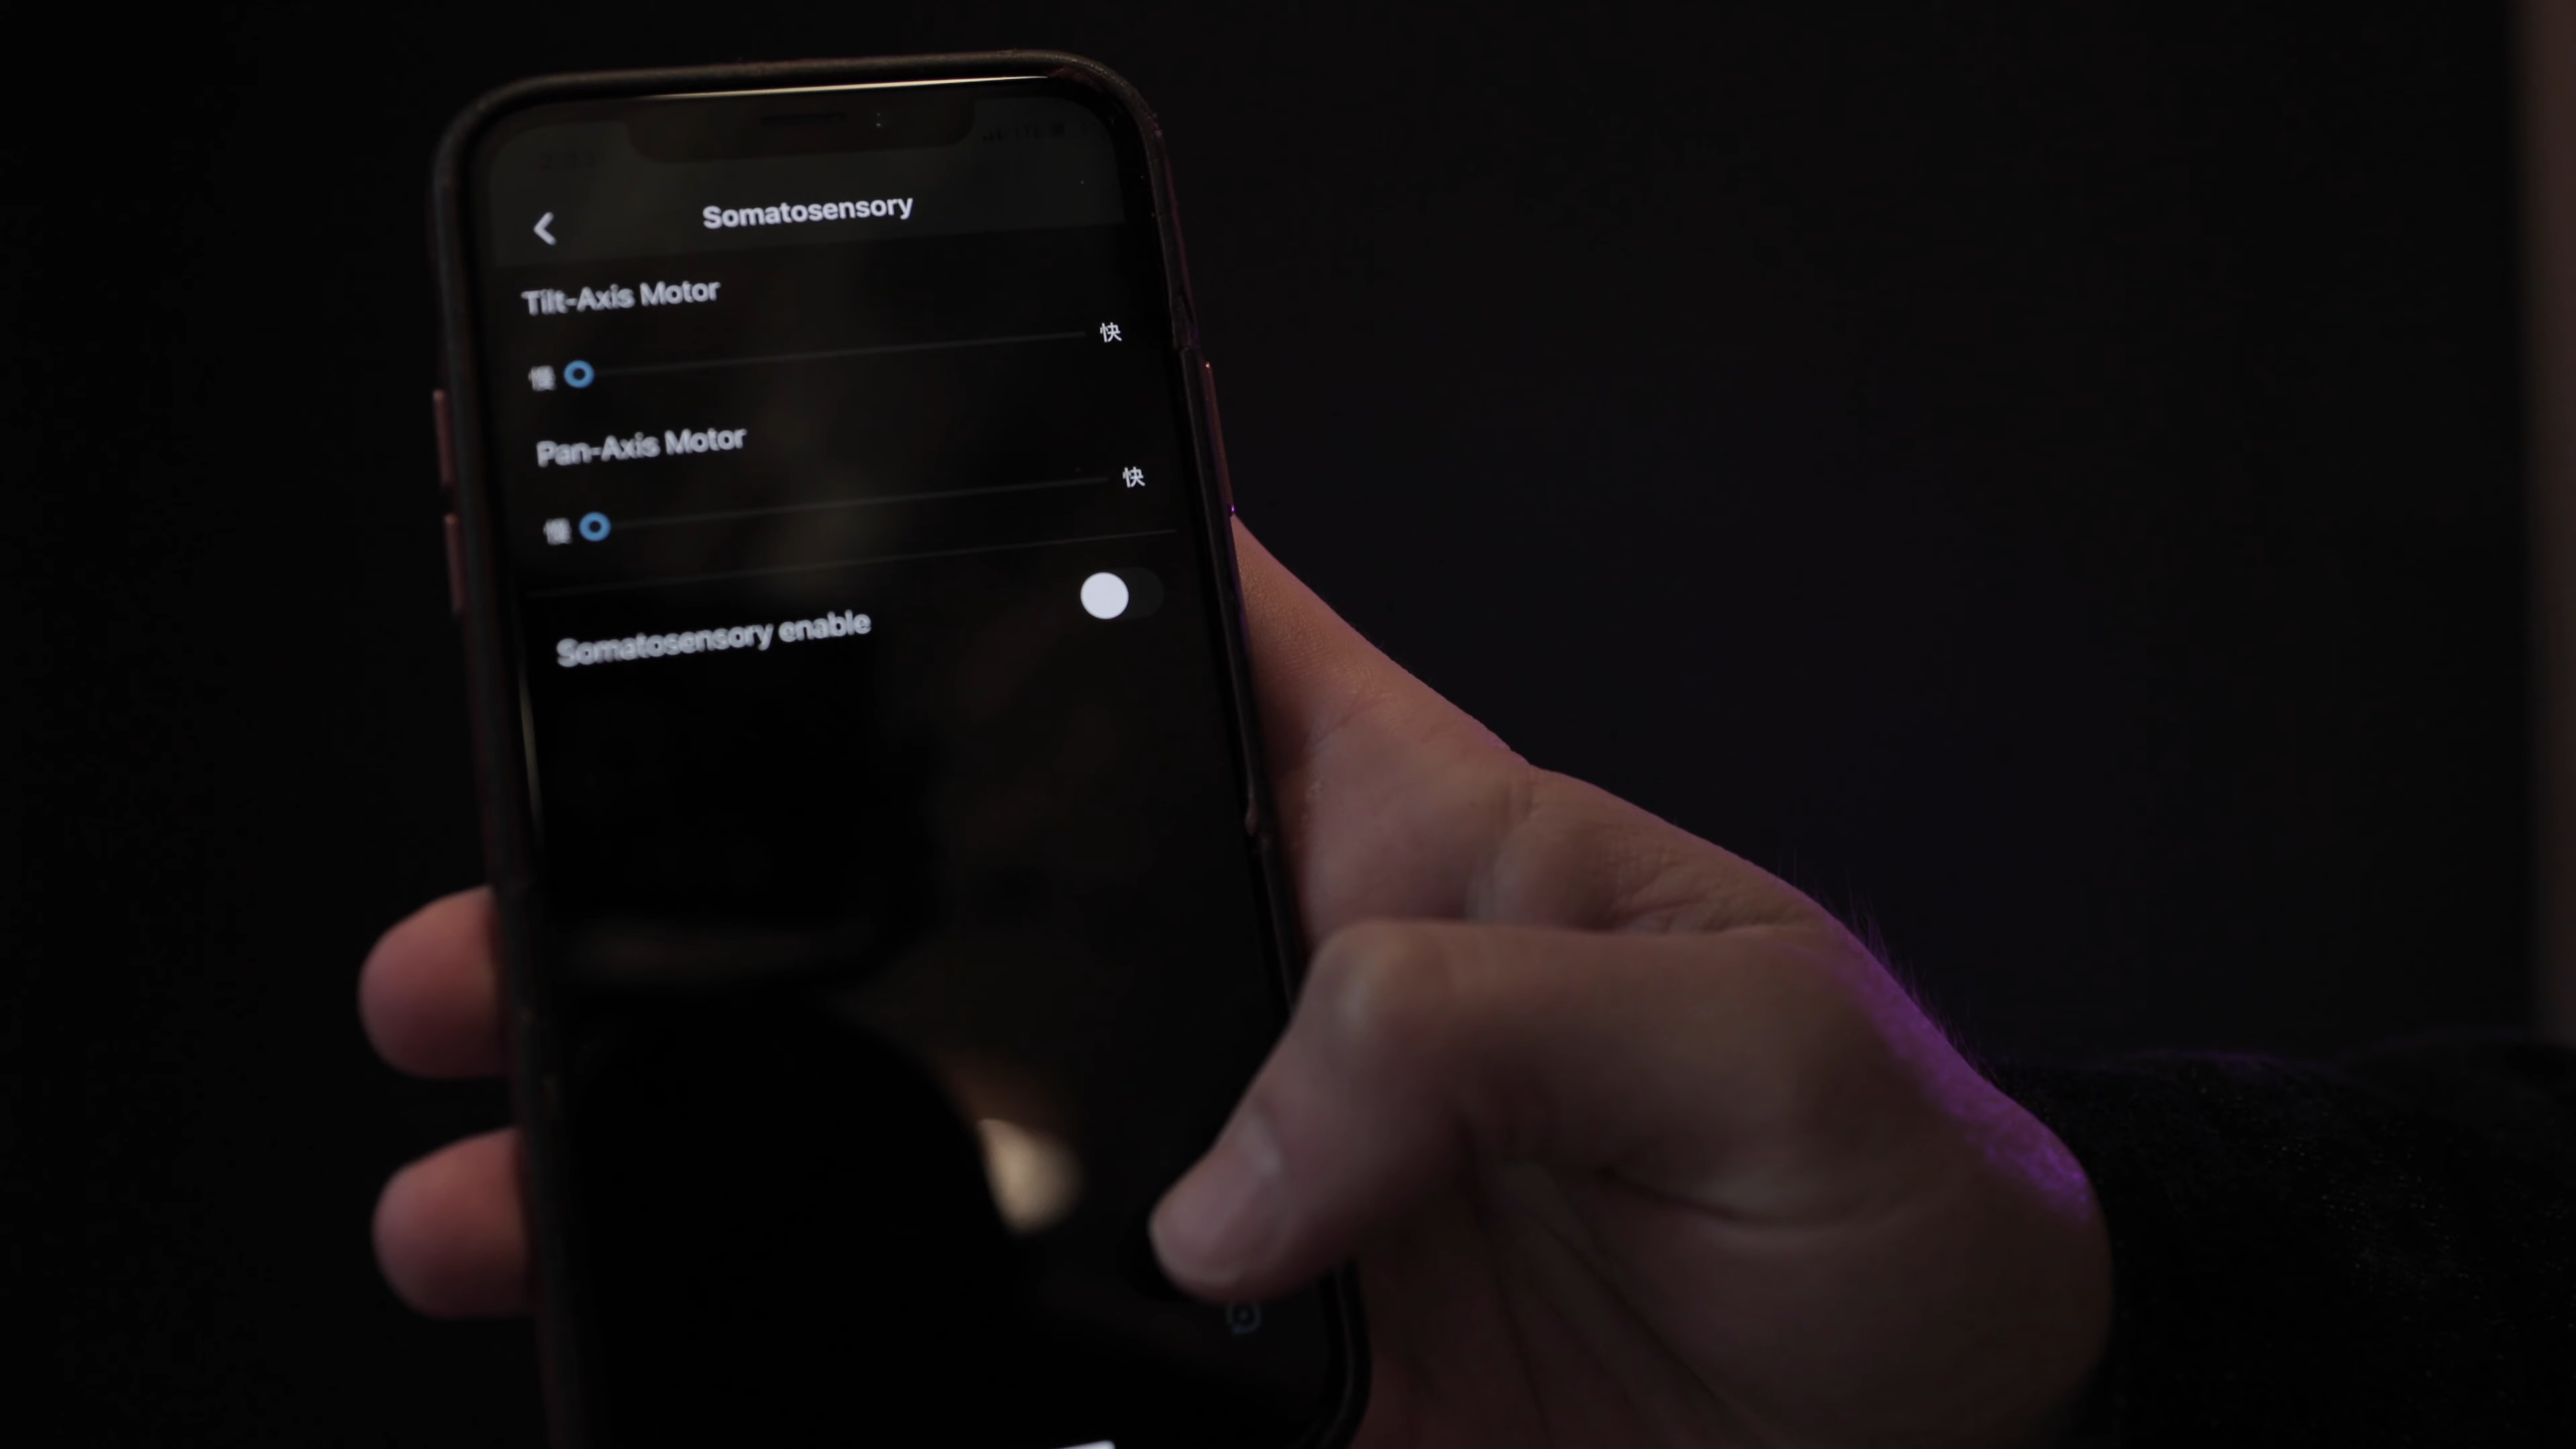 Somatosensory
Tilt-Axis Motor
快
慢
Pan-Axis Motor
快
慢
Somatosensory enable